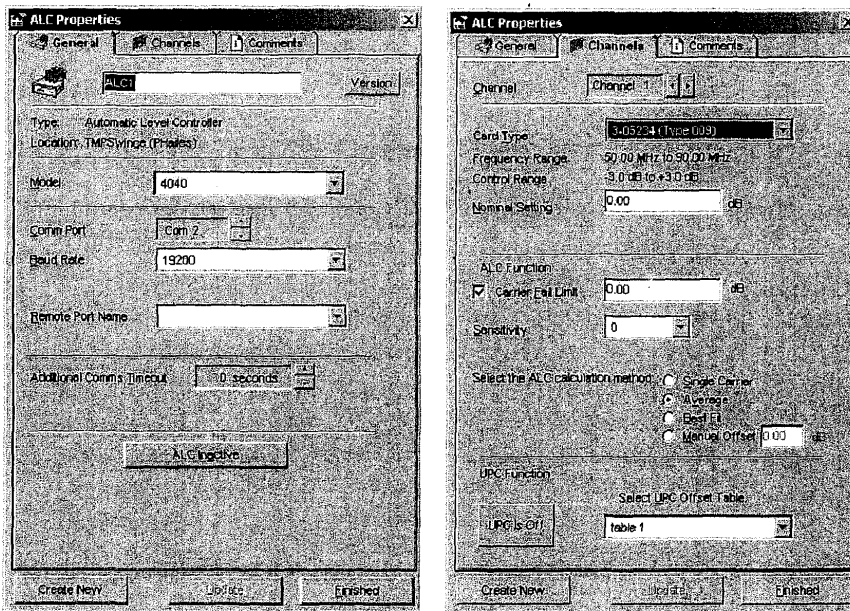 ALC Properties
General Channels Comments
ALC1 Version
Type: Automatic Level Controller
Location: TMPSwings (PHailes)
Model 4040
Comm Port Com 2
Baud Rate 19200
Remote Port Name
Additional Comms Timeout 0 seconds
ALC Inactive
Create New Update Finished
ALC Properties
General Channels Comments
Channel Channel 1
Card Type 3-05234 (Type 009)
Frequency Range 50.00 MHz to 90.00 MHz
Control Range -3.0 dB to +3.0 dB
Nominal Setting 0.00 dB
ALC Function
Carrier Fail Limit 0.00 dB
Sensitivity 0
Select the ALC calculation method Single Carrier
Average
Best Fit
Manual Offset 0.00 dB
UPC Function
Select UPC Offset Table
UPC Is Off table 1
Create New Update Finished